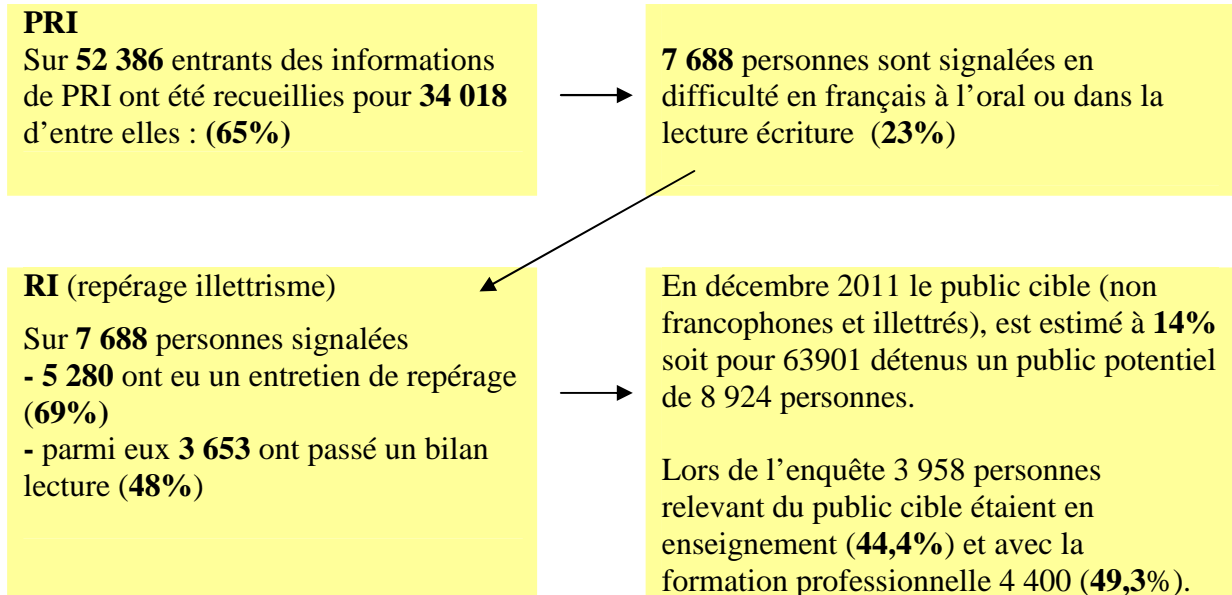 PRI
Sur 52 386 entrants des informations
de PRI ont été recueillies pour 34 018
d’entre elles : (65%)
7 688 personnes sont signalées en
difficulté en français à l’oral ou dans la
lecture écriture (23%)
RI (repérage illettrisme)
Sur 7 688 personnes signalées
- 5 280 ont eu un entretien de repérage
(69%)
- parmi eux 3 653 ont passé un bilan
lecture (48%)
En décembre 2011 le public cible (non
francophones et illettrés), est estimé à 14%
soit pour 63901 détenus un public potentiel
de 8 924 personnes.
Lors de l’enquête 3 958 personnes
relevant du public cible étaient en
enseignement (44,4%) et avec la
formation professionnelle 4 400 (49,3%).